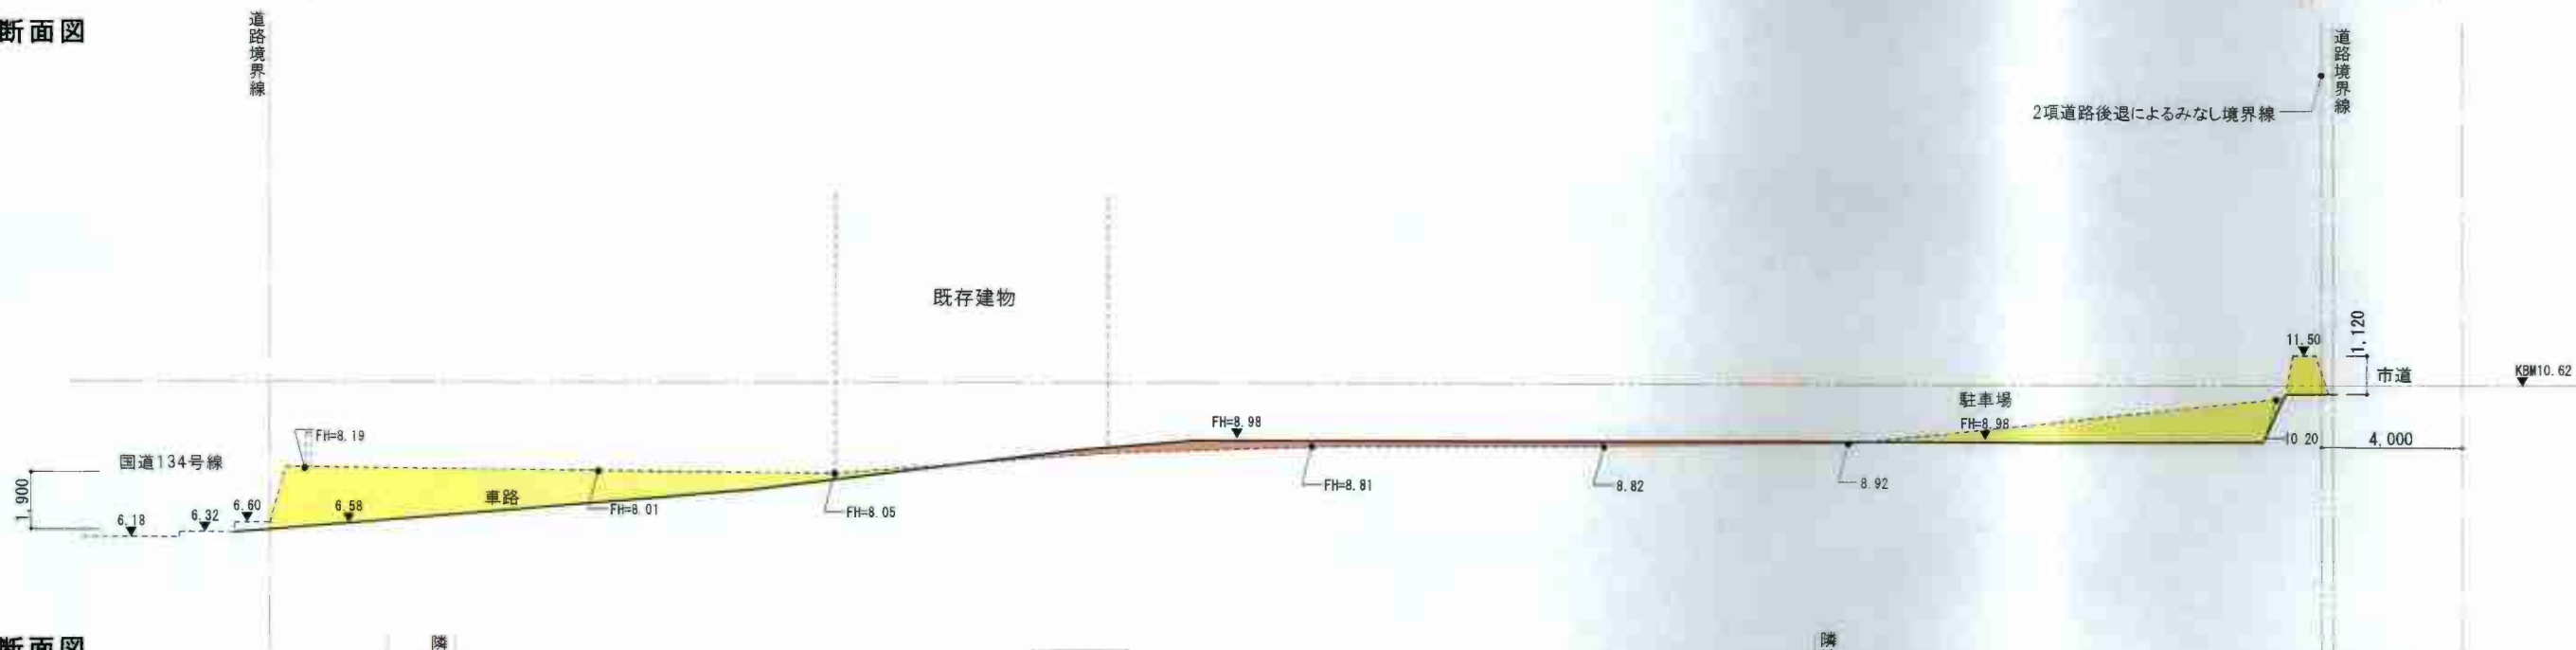 断面図
道路境界線
道路境界線
2項道路後退によるみなし境界線
既存建物
11.50
1,120
市道
KBM10.62
駐車場
FH=8.98
FH=8.98
FH=8.19
国道134号線
10.20
4,000
1,900
6.18
6.32
6.60
6.58
車路
FH=8.01
FH=8.05
FH=8.81
8.82
8.92
断面図
隣
隣